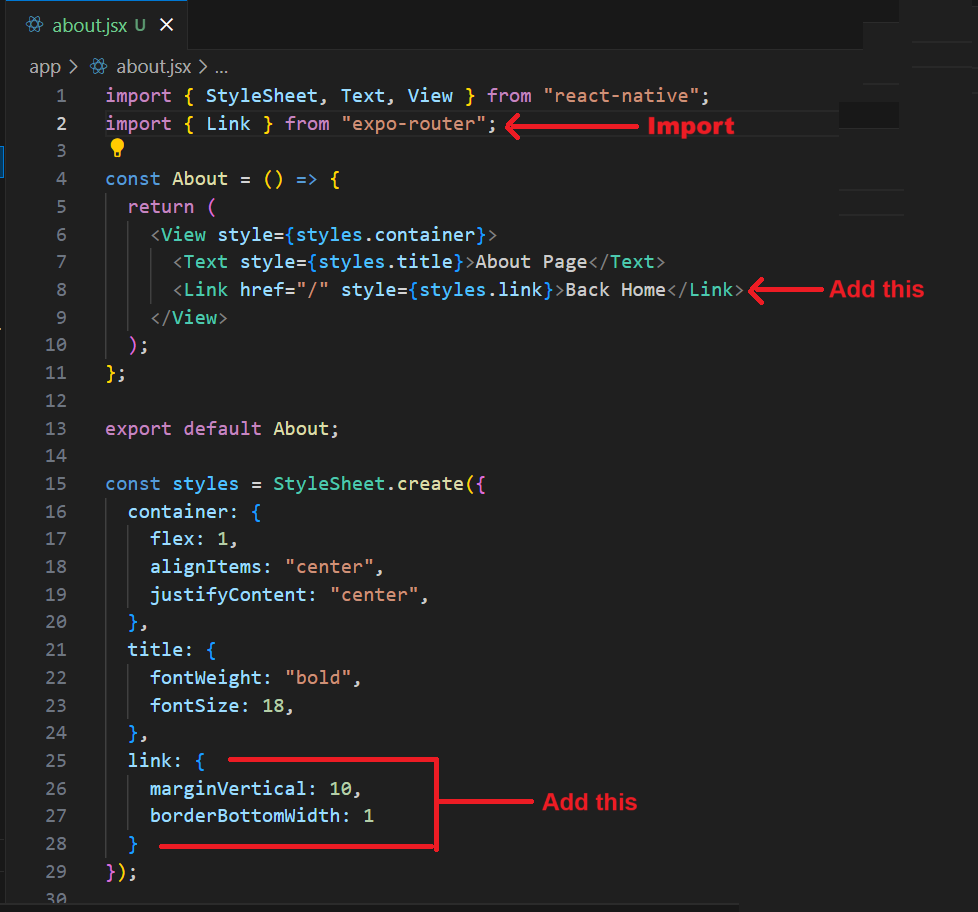 about.jsx U
app > about.jsx > ...
1 import { StyleSheet, Text, View } from "react-native";
2 import { Link } from "expo-router"; Import
3
4 const About = () => {
5   return (
6     <View style={styles.container}>
7       <Text style={styles.title}>About Page</Text>
8       <Link href="/" style={styles.link}>Back Home</Link> Add this
9     </View>
10   );
11 };
12
13 export default About;
14
15 const styles = StyleSheet.create({
16   container: {
17     flex: 1,
18     alignItems: "center",
19     justifyContent: "center",
20   },
21   title: {
22     fontWeight: "bold",
23     fontSize: 18,
24   },
25   link: {
26     marginVertical: 10,
Add this
27     borderBottomWidth: 1
28   }
29 });
30